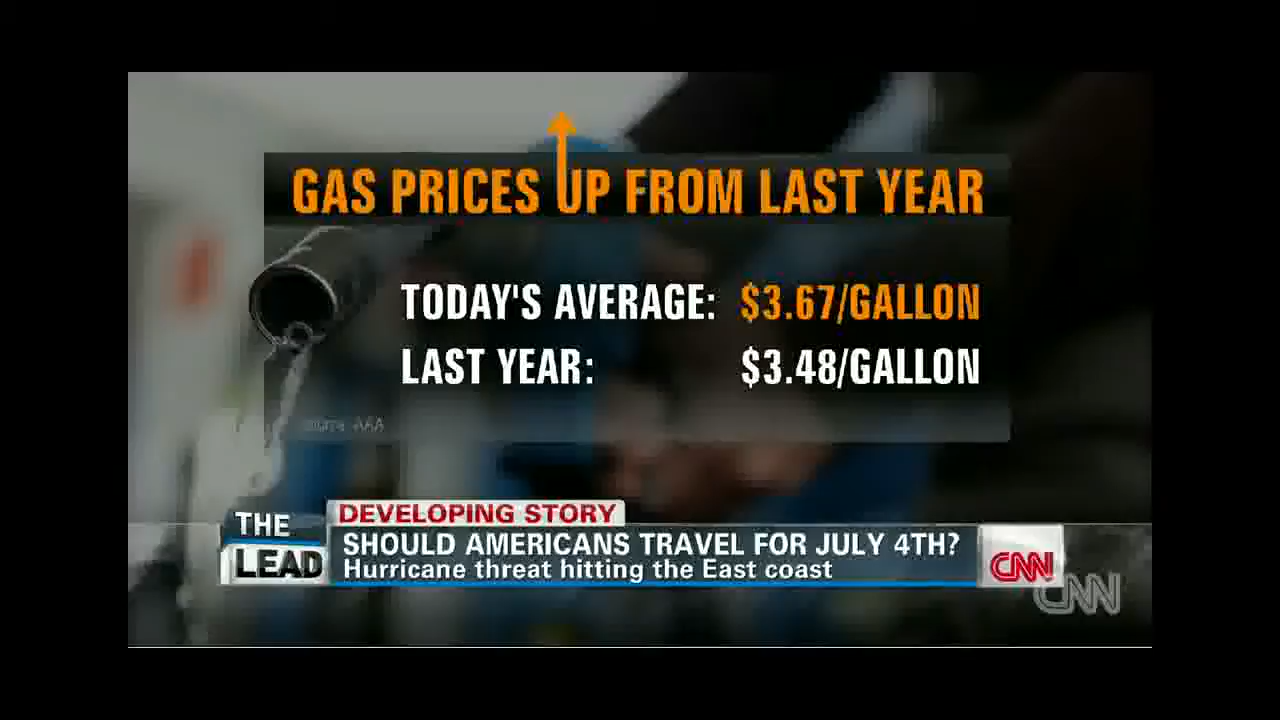 GAS PRICES UP FROM LAST YEAR
TODAY'S AVERAGE: $3.67/GALLON
LAST YEAR: $3.48/GALLON
AAA
THE LEAD
DEVELOPING STORY
SHOULD AMERICANS TRAVEL FOR JULY 4TH?
Hurricane threat hitting the East coast
CNN
CNN